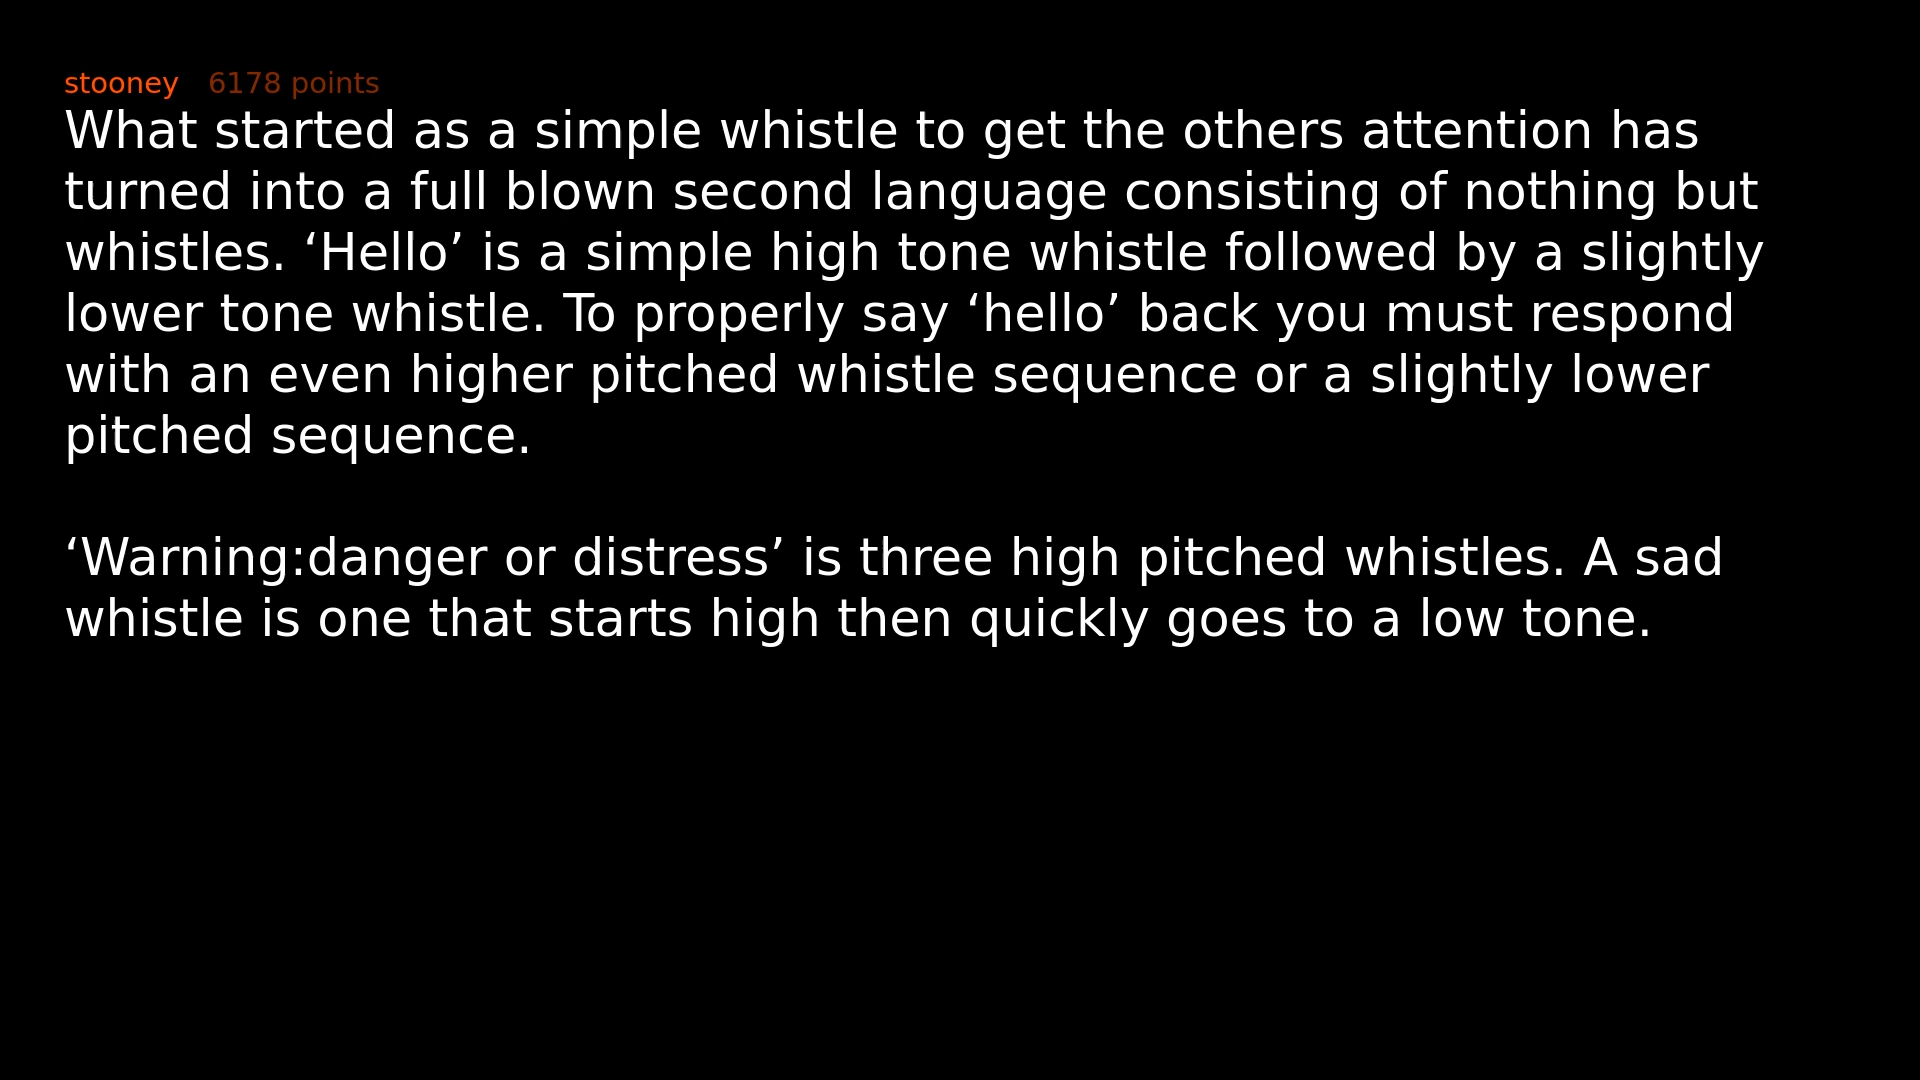 stooney 6178 points
What started as a simple whistle to get the others attention has
turned into a full blown second language consisting of nothing but
whistles. ‘Hello’ is a simple high tone whistle followed by a slightly
lower tone whistle. To properly say ‘hello’ back you must respond
with an even higher pitched whistle sequence or a slightly lower
pitched sequence.
‘Warning:danger or distress’ is three high pitched whistles. A sad
whistle is one that starts high then quickly goes to a low tone.